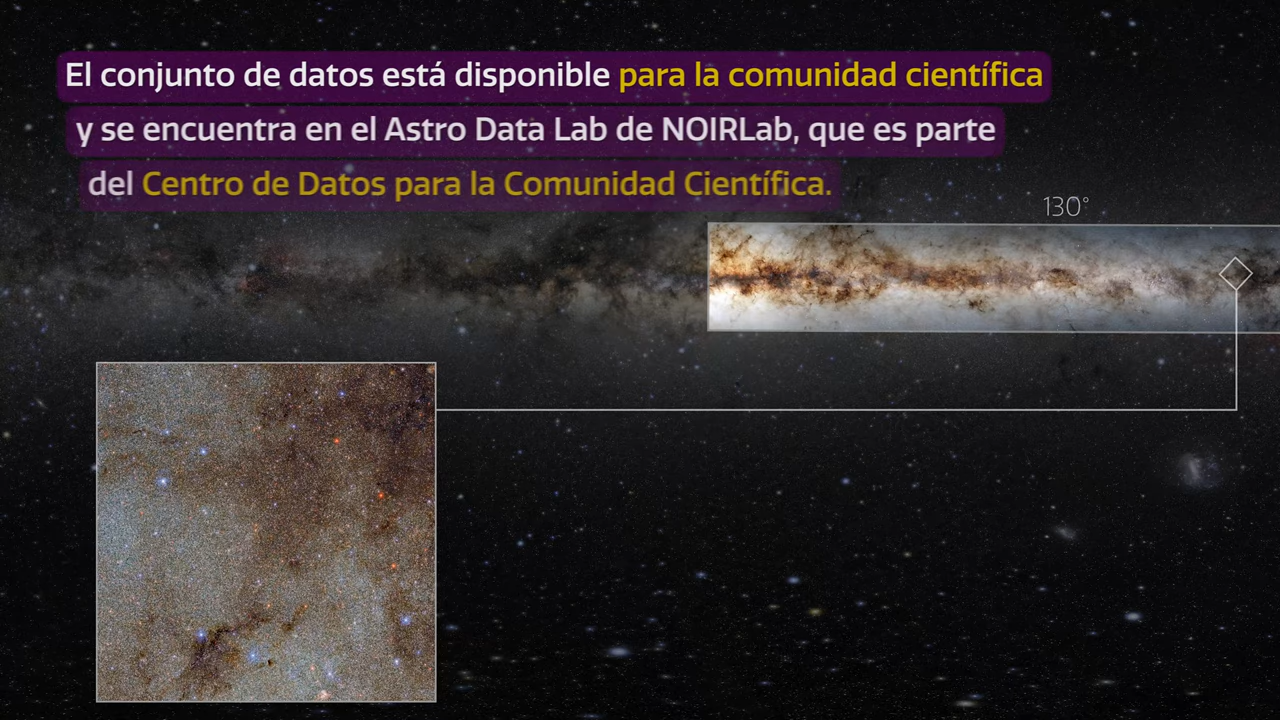 El conjunto de datos está disponible para la comunidad científica
y se encuentra en el Astro Data Lab de NOIRLab, que es parte
del Centro de Datos para la Comunidad Científica.
130°